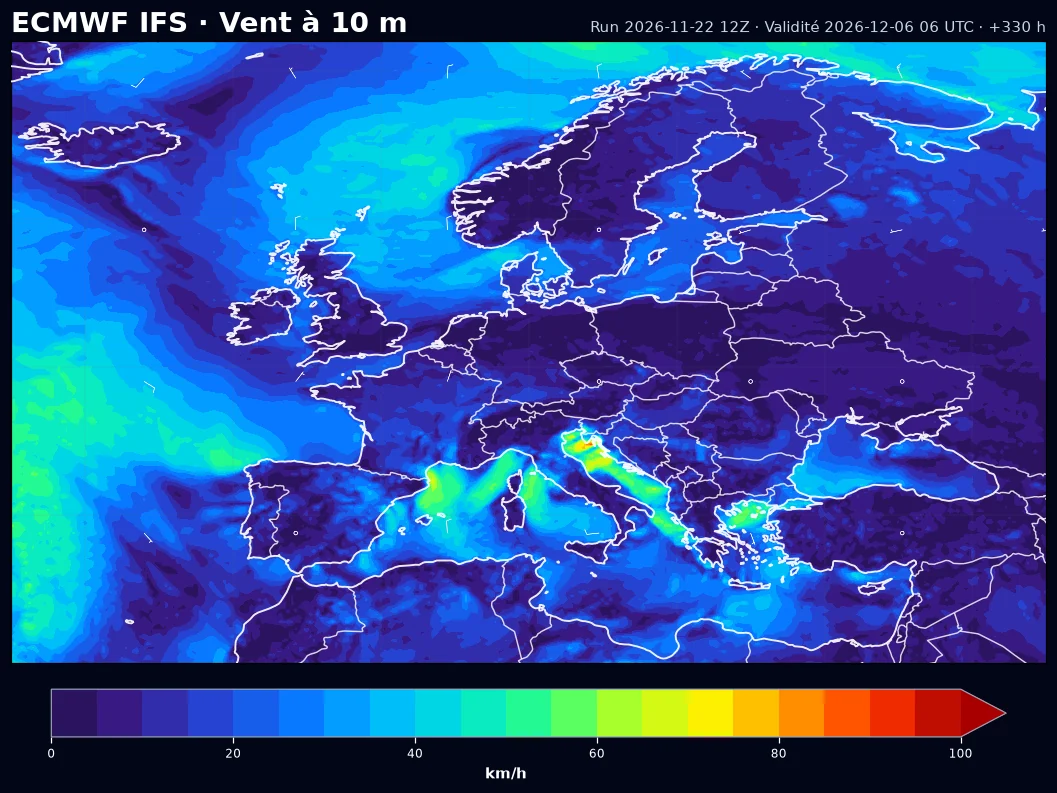 ECMWF IFS · Vent à 10 m
Run 2026-11-22 12Z · Validité 2026-12-06 06 UTC · +330 h
0 20 40 60 80 100
km/h